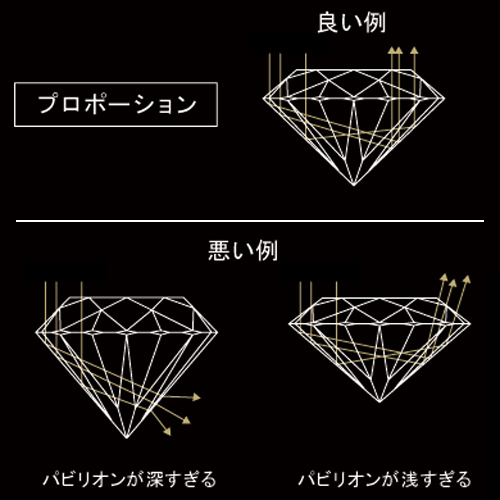 良い例
プロポーション
悪い例
パビリオンが深すぎる
パビリオンが浅すぎる